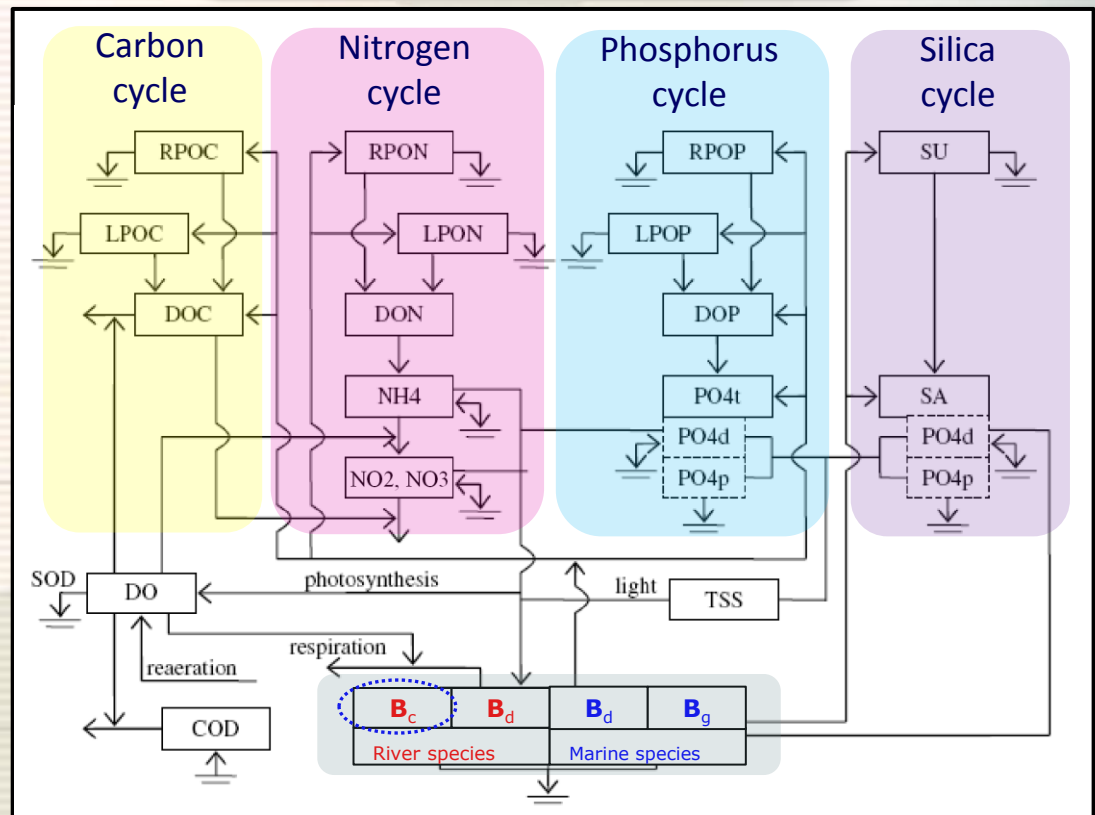 Carbon
cycle
Nitrogen
cycle
Phosphorus
cycle
Silica
cycle
RPOC
RPON
RPOP
SU
LPOC
LPON
LPOP
DOC
DON
DOP
NH4
PO4t
SA
PO4d
PO4d
NO2, NO3
PO4p
PO4p
SOD
DO
photosynthesis
light
TSS
respiration
reaeration
COD
Bc
Bd
Bd
Bg
River species
Marine species